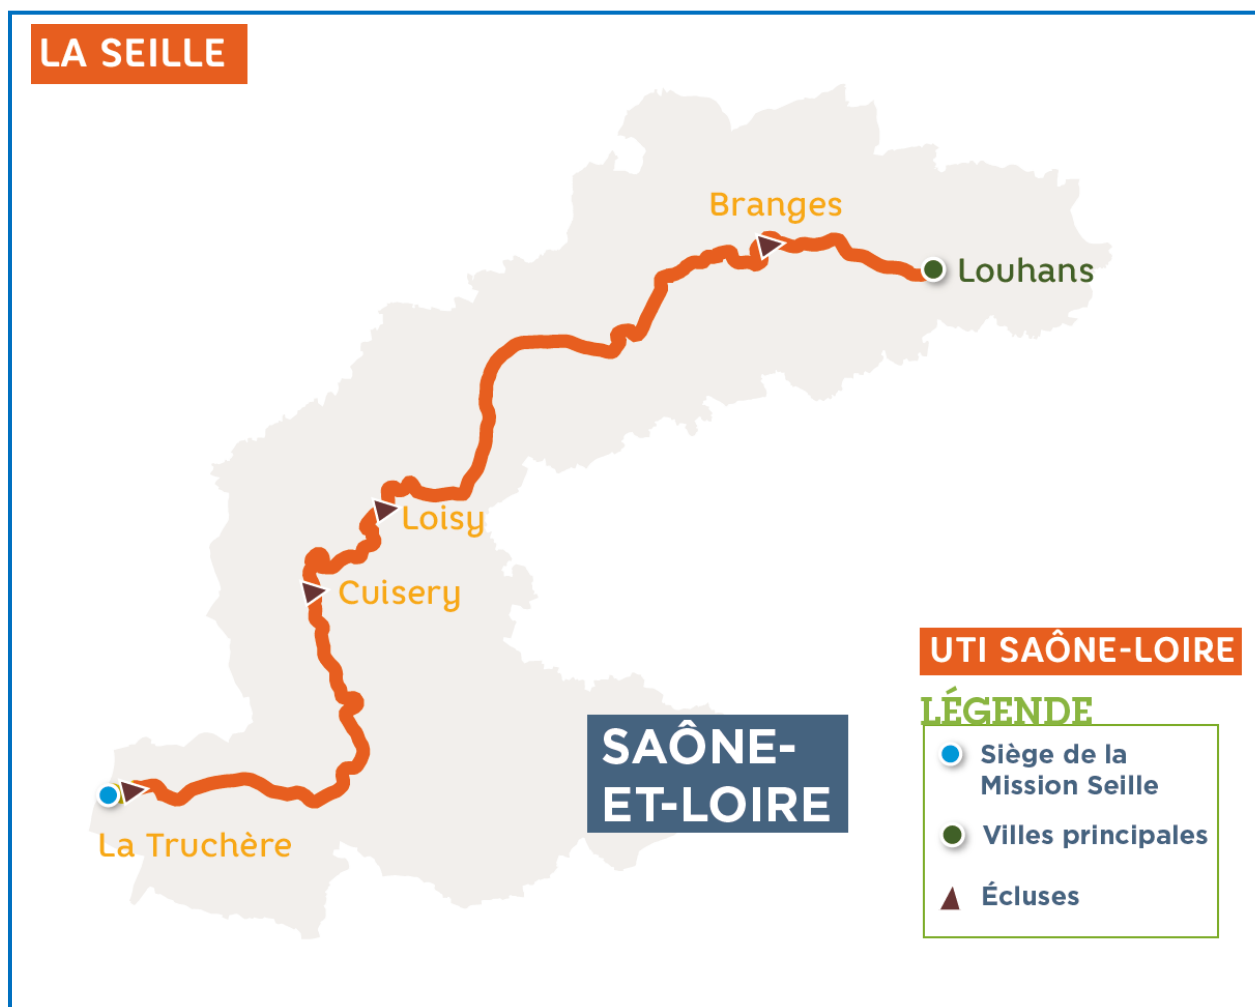 LA SEILLE
Branges
Louhans
Loisy
Cuisery
La Truchère
SAÔNE-
ET-LOIRE
UTI SAÔNE-LOIRE
LÉGENDE
Siège de la
Mission Seille
Villes principales
Écluses